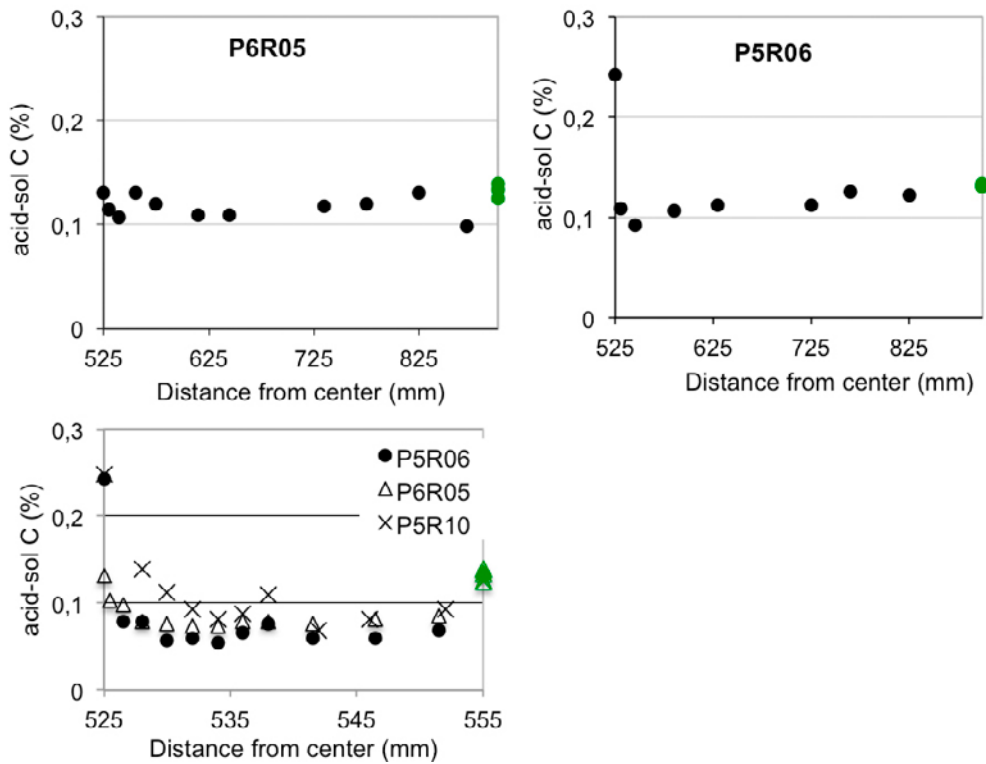 0,3
P6R05
0,2
0,1
0
acid-sol C (%)
525 625 725 825
Distance from center (mm)
0,3
P5R06
0,2
0,1
0
acid-sol C (%)
525 625 725 825
Distance from center (mm)
0,3
P5R06
P6R05
P5R10
0,2
0,1
0
acid-sol C (%)
525 535 545 555
Distance from center (mm)